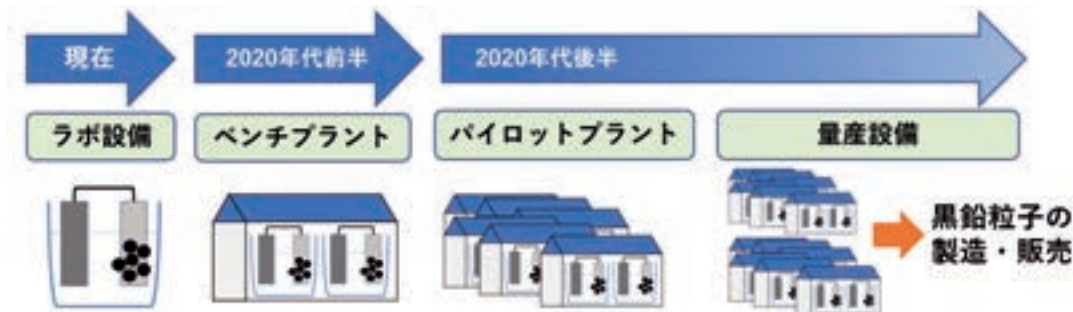 現在
2020年代前半
2020年代後半
ラボ設備
ベンチプラント
パイロットプラント
量産設備
黒鉛粒子の
製造・販売